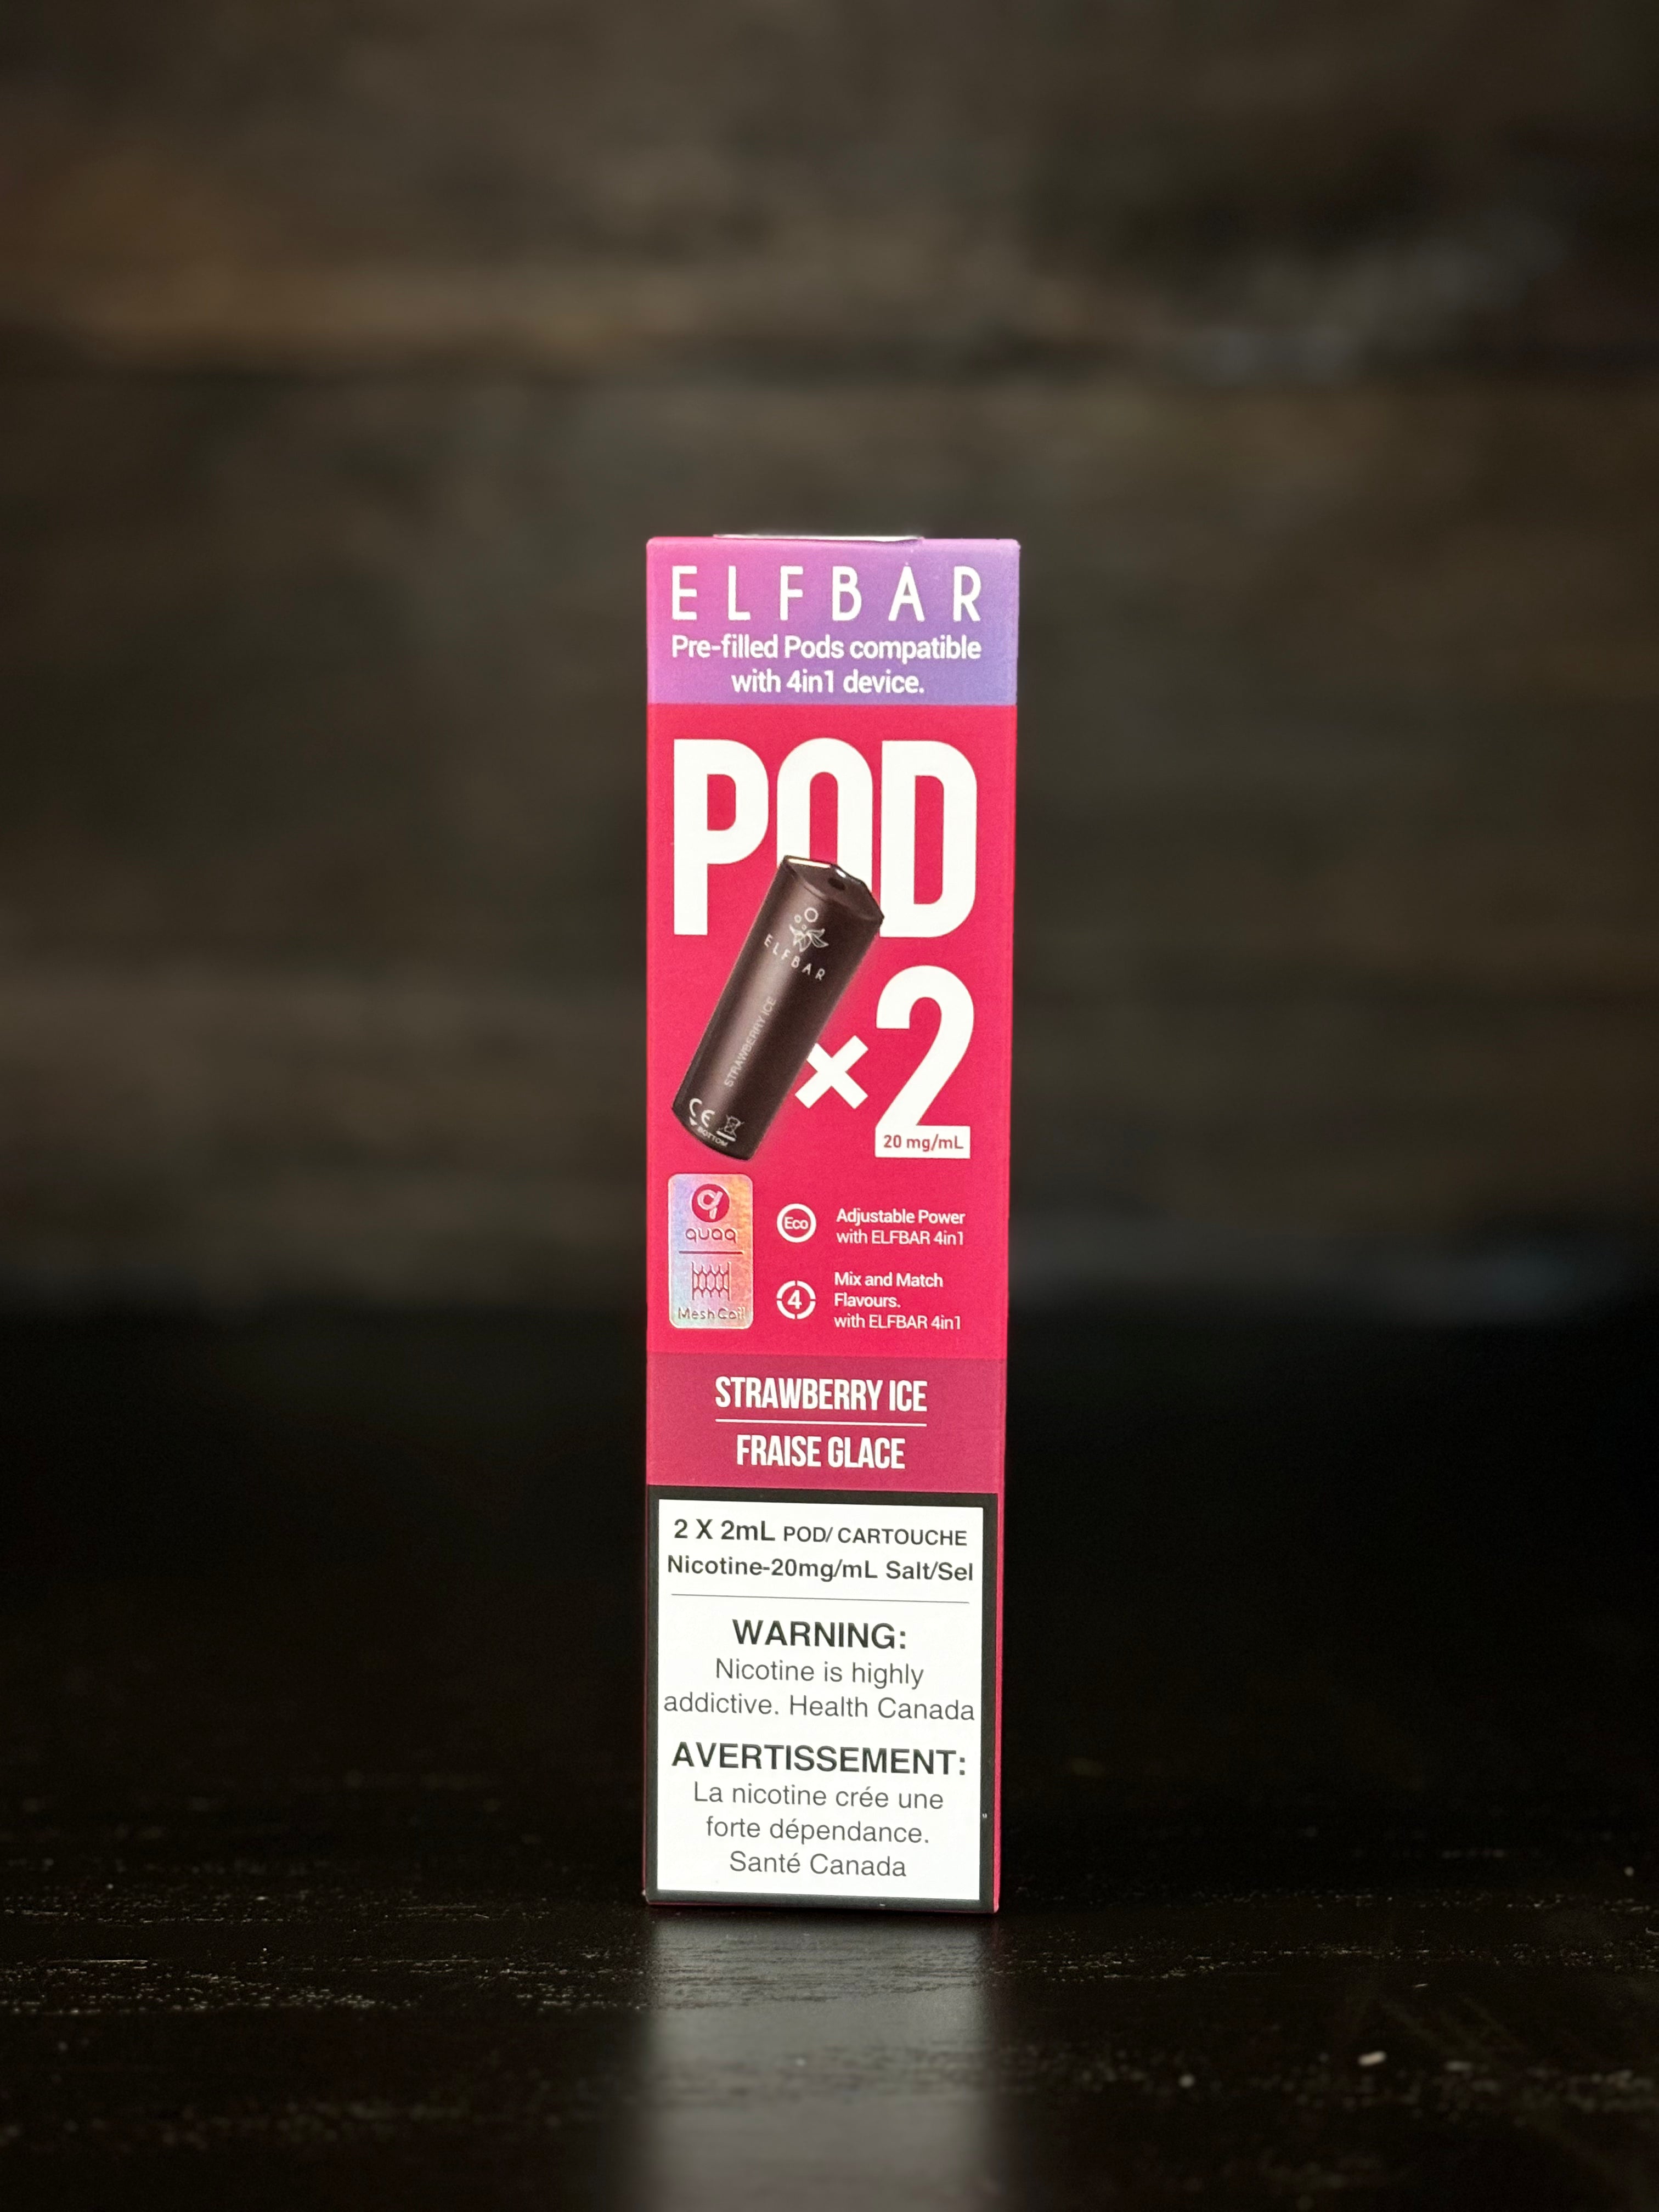 ELFBAR
Pre-filled Pods compatible
with 4in1 device.
POD
ELFBAR
STRAWBERRY ICE
×2
CE
BOTTOM
20 mg/mL
quaq
Mesh Coil
Eco
Adjustable Power
with ELFBAR 4in1
4
Mix and Match
Flavours.
with ELFBAR 4in1
STRAWBERRY ICE
FRAISE GLACE
2 X 2mL POD/ CARTOUCHE
Nicotine-20mg/mL Salt/Sel
WARNING:
Nicotine is highly
addictive. Health Canada
AVERTISSEMENT:
La nicotine crée une
forte dépendance.
Santé Canada